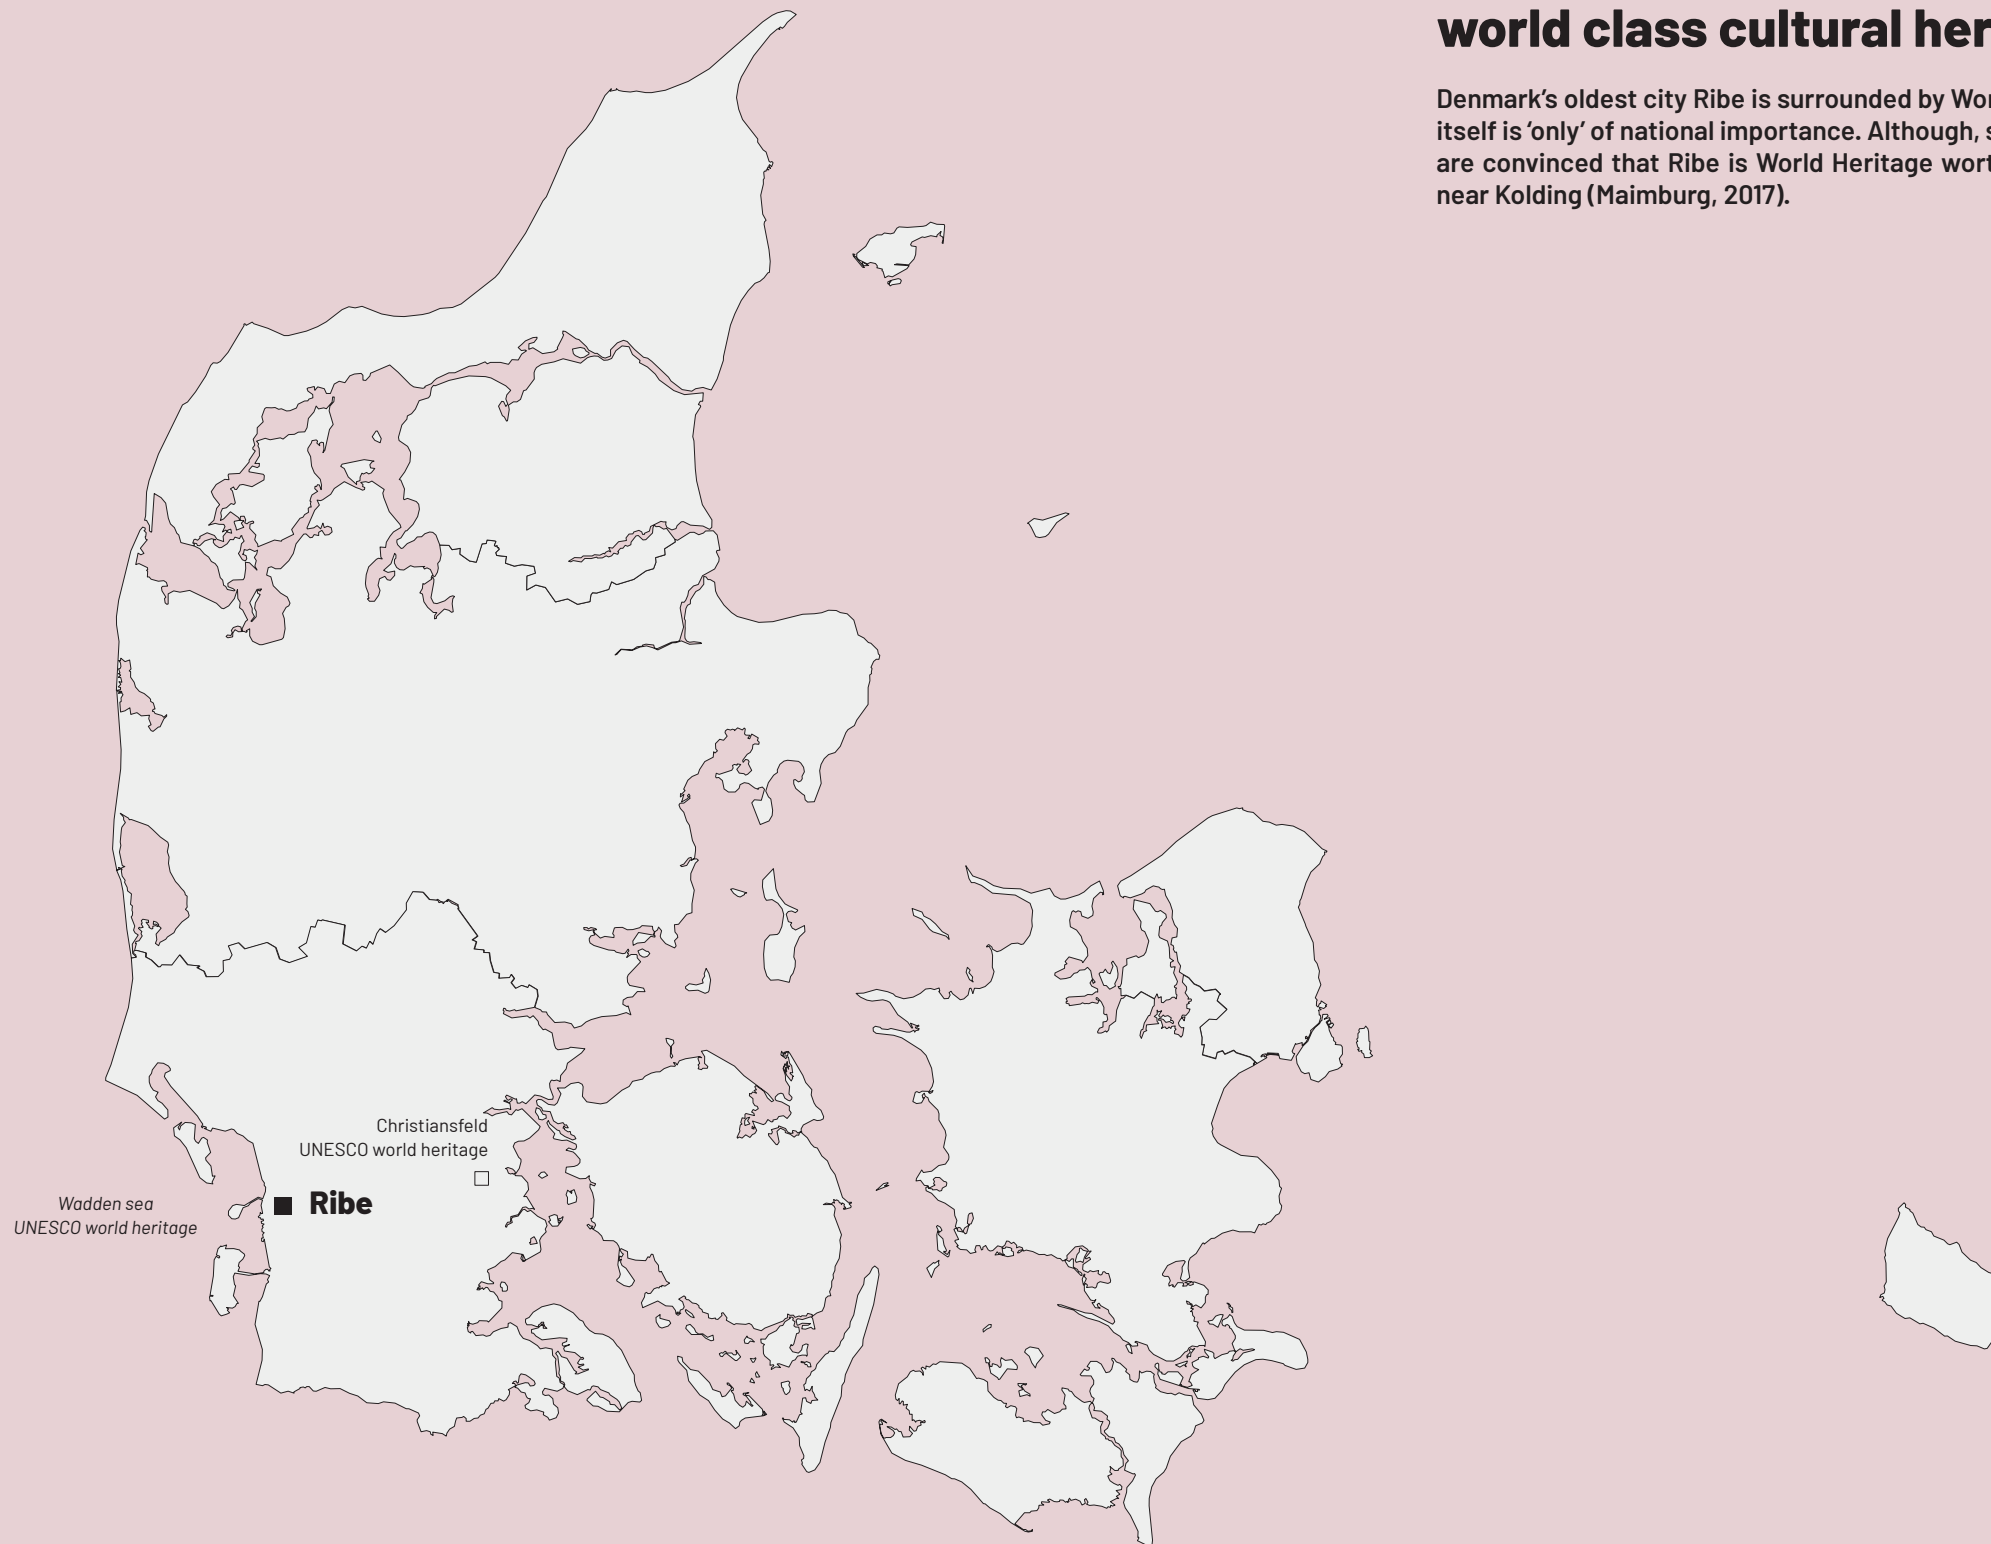 world class cultural her
Denmark's oldest city Ribe is surrounded by Wor
itself is 'only' of national importance. Although, s
are convinced that Ribe is World Heritage wort
near Kolding (Maimburg, 2017).
Christiansfeld
UNESCO world heritage
Ribe
Wadden sea
UNESCO world heritage